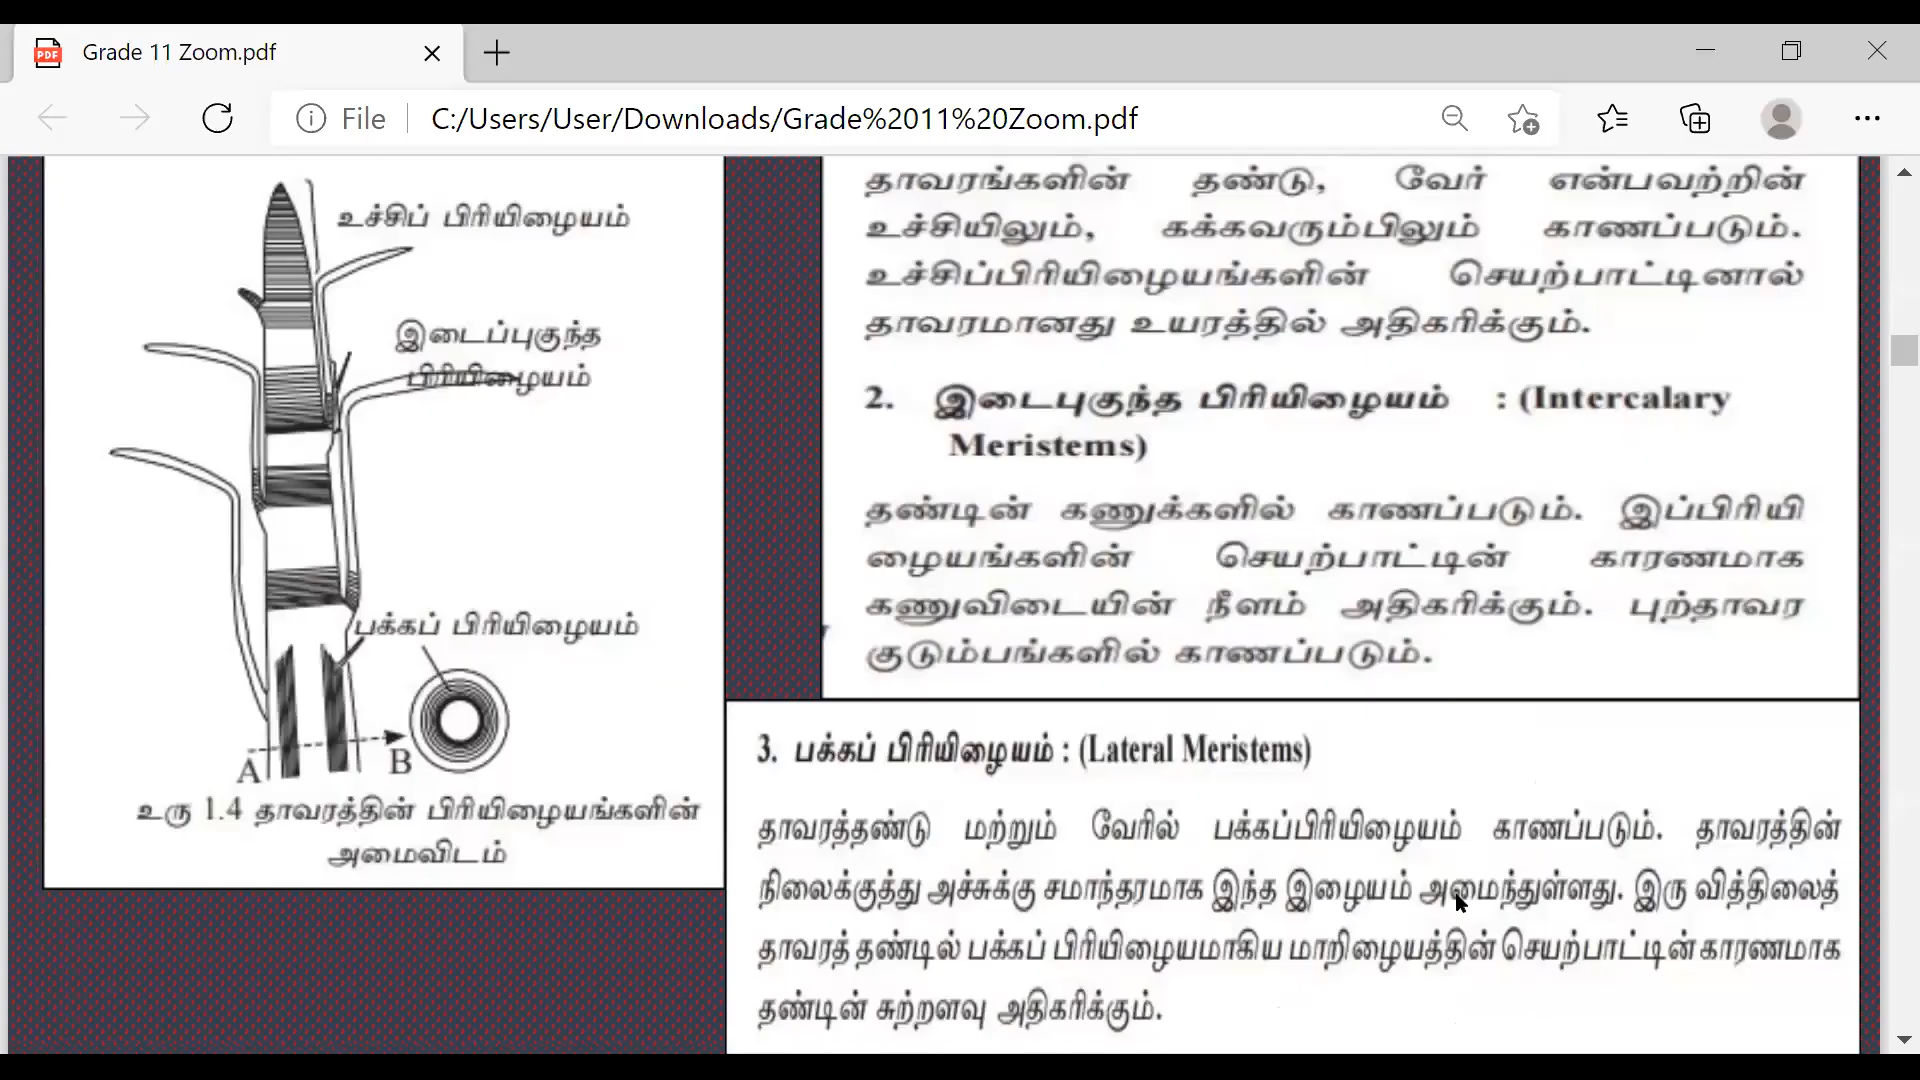 PDF Grade 11 Zoom.pdf
File C:/Users/User/Downloads/Grade%2011%20Zoom.pdf
உச்சிப் பிரியிழையம்
இடைப்புகுந்த
பிரியிழையம்
பக்கப் பிரியிழையம்
A
B
உரு 1.4 தாவரத்தின் பிரியிழையங்களின்
அமைவிடம்
தாவரங்களின் தண்டு, வேர் என்பவற்றின்
உச்சியிலும், கக்கவரும்பிலும் காணப்படும்.
உச்சிப்பிரியிழையங்களின் செயற்பாட்டினால்
தாவரமானது உயரத்தில் அதிகரிக்கும்.
2. இடைபுகுந்த பிரியிழையம் : (Intercalary
Meristems)
தண்டின் கணுக்களில் காணப்படும். இப்பிரியி
ழையங்களின் செயற்பாட்டின் காரணமாக
கணுவிடையின் நீளம் அதிகரிக்கும். புற்தாவர
குடும்பங்களில் காணப்படும்.
3. பக்கப் பிரியிழையம் : (Lateral Meristems)
தாவரத்தண்டு மற்றும் வேரில் பக்கப்பிரியிழையம் காணப்படும். தாவரத்தின்
நிலைக்குத்து அச்சுக்கு சமாந்தரமாக இந்த இழையம் அமைந்துள்ளது. இரு வித்திலைத்
தாவரத் தண்டில் பக்கப் பிரியிழையமாகிய மாறிழையத்தின் செயற்பாட்டின் காரணமாக
தண்டின் சுற்றளவு அதிகரிக்கும்.